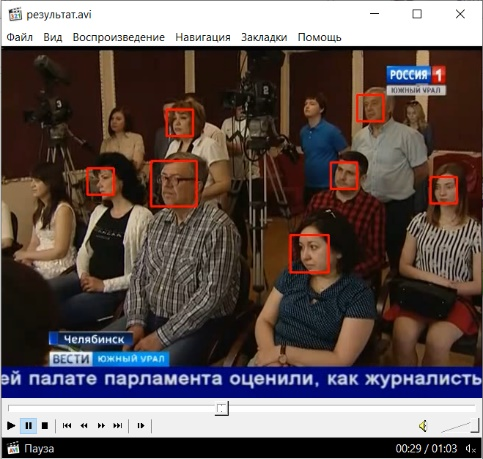 результат.avi
Файл Вид Воспроизведение Навигация Закладки Помощь
РОССИЯ 1
ЮЖНЫЙ УРАЛ
Челябинск
ВЕСТИ ЮЖНЫЙ УРАЛ
ей палате парламента оценили, как журналисты
Пауза
00:29 / 01:03